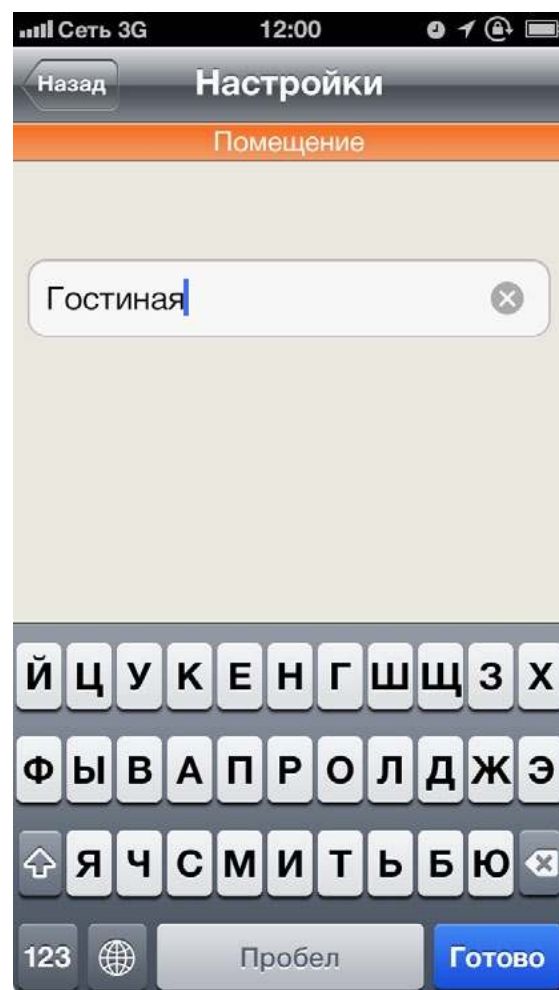 Сеть 3G 12:00
Назад Настройки
Помещение
Гостиная
Й Ц У К Е Н Г Ш Щ З Х
Ф Ы В А П Р О Л Д Ж Э
Я Ч С М И Т Ь Б Ю
123 Пробел Готово